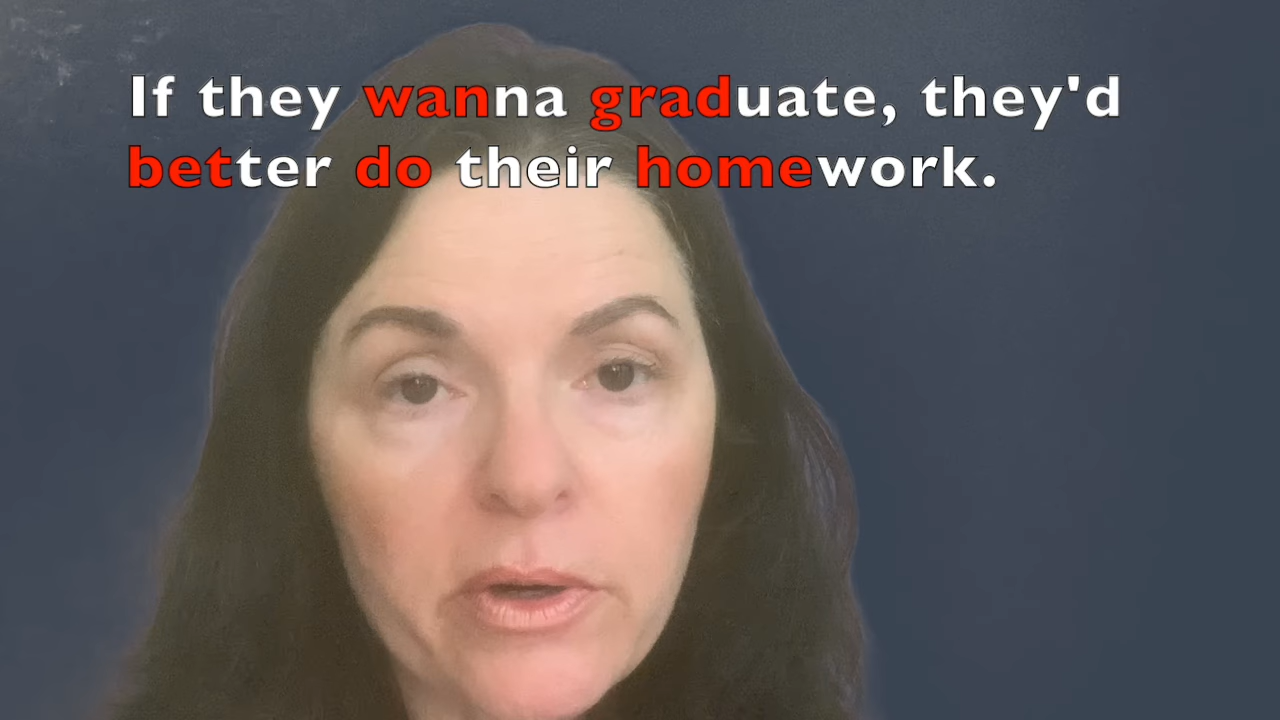 If they wanna graduate, they'd
better do their homework.